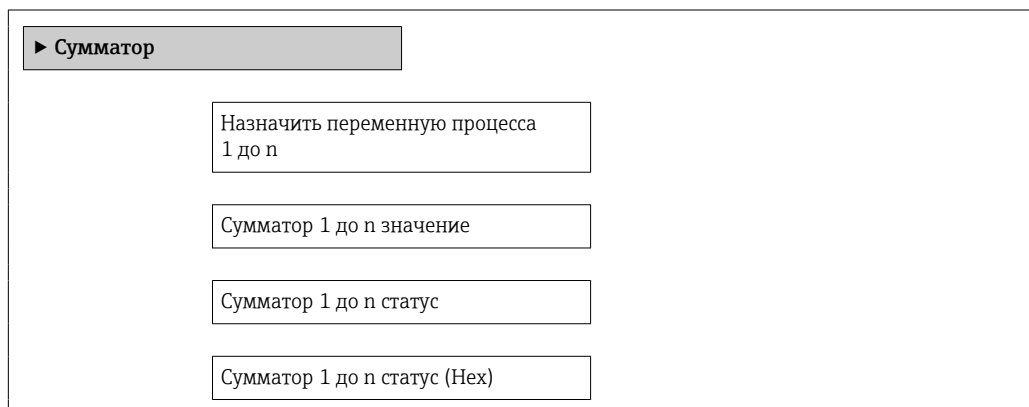 ► Сумматор
Назначить переменную процесса
1 до n
Сумматор 1 до n значение
Сумматор 1 до n статус
Сумматор 1 до n статус (Hex)